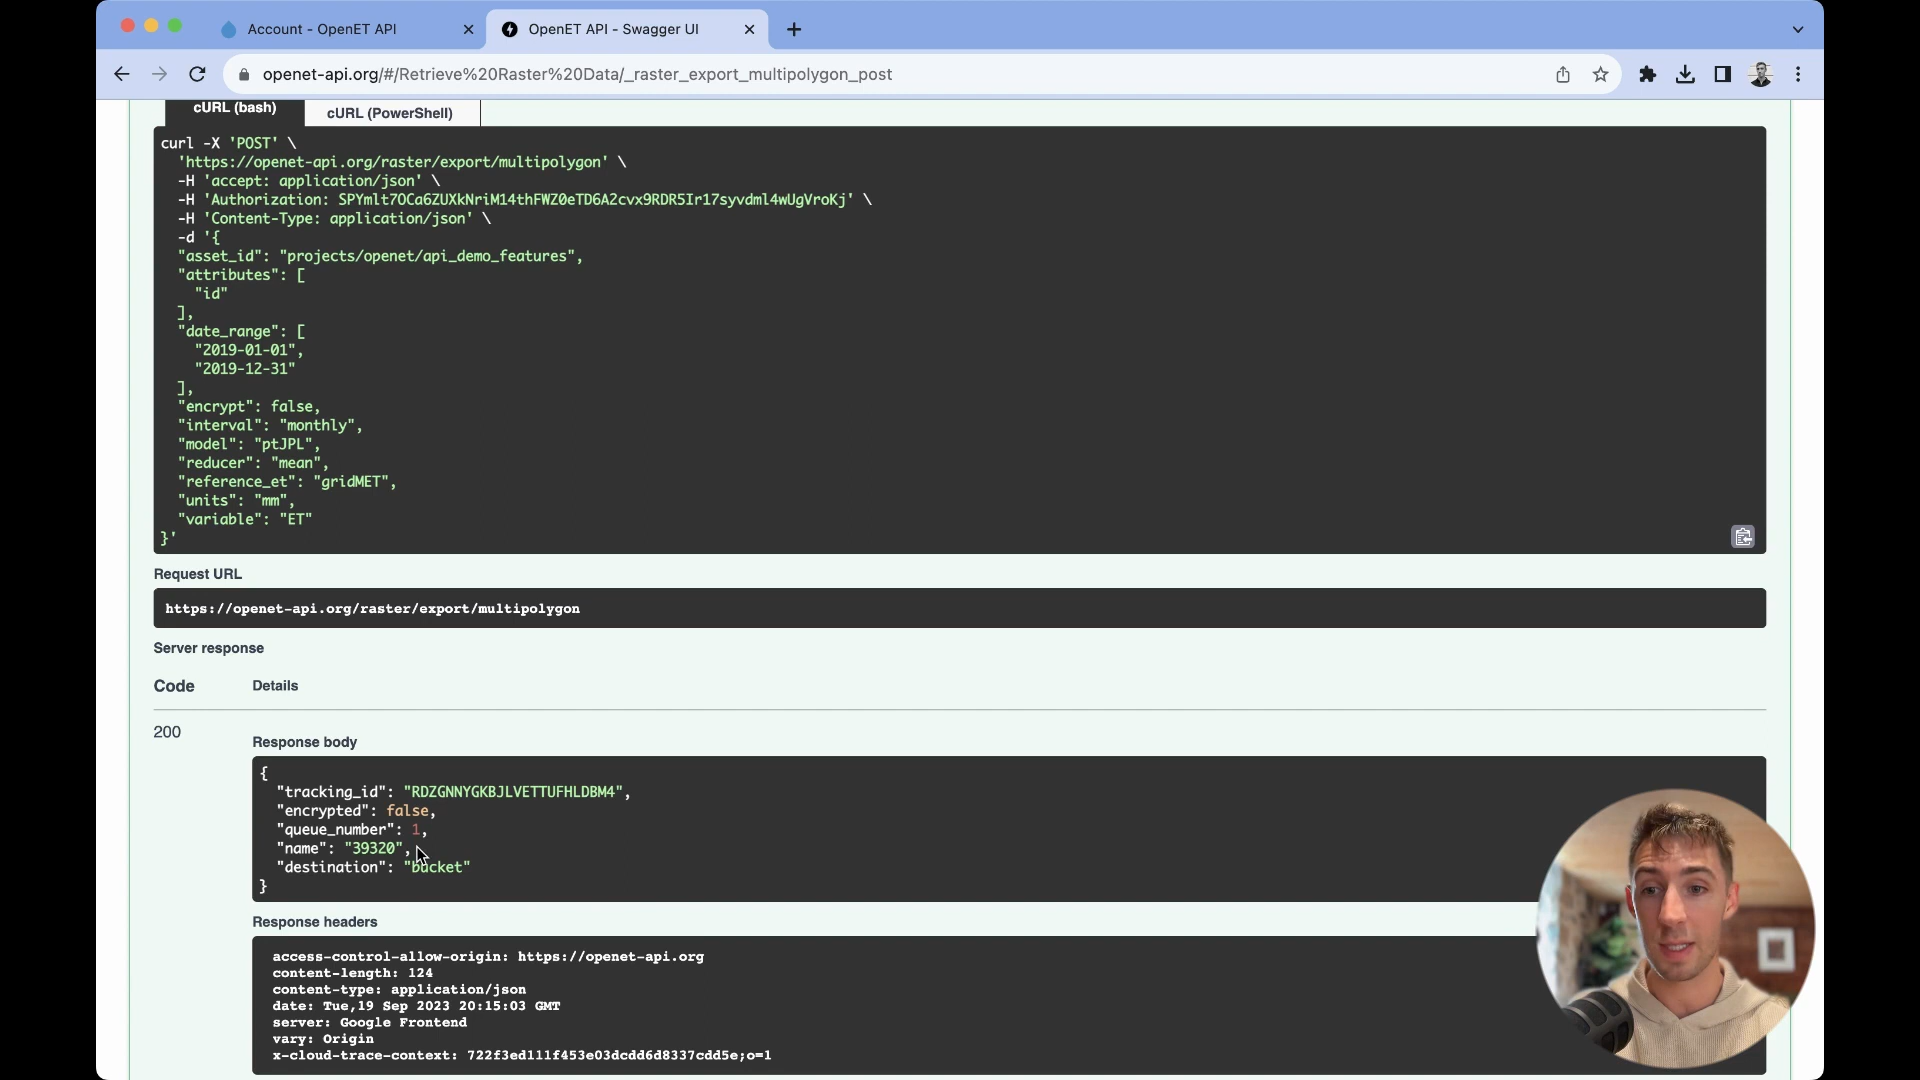 Account - OpenET API
OpenET API - Swagger UI
openet-api.org/#/Retrieve%20Raster%20Data/_raster_export_multipolygon_post
cURL (bash)
cURL (PowerShell)
curl -X 'POST' \
'https://openet-api.org/raster/export/multipolygon' \
-H 'accept: application/json' \
-H 'Authorization: SPYmlt7OCa6ZUXkNriM14thFWZ0eTD6A2cvx9RDR5Ir17syvdml4wUgVroKj' \
-H 'Content-Type: application/json' \
-d '{
"asset_id": "projects/openet/api_demo_features",
"attributes": [
"id"
],
"date_range": [
"2019-01-01",
"2019-12-31"
],
"encrypt": false,
"interval": "monthly",
"model": "ptJPL",
"reducer": "mean",
"reference_et": "gridMET",
"units": "mm",
"variable": "ET"
}'
Request URL
https://openet-api.org/raster/export/multipolygon
Server response
Code
Details
200
Response body
{
"tracking_id": "RDZGNNYGKBJLVETTUFHLDBM4",
"encrypted": false,
"queue_number": 1,
"name": "39320",
"destination": "bucket"
}
Response headers
access-control-allow-origin: https://openet-api.org
content-length: 124
content-type: application/json
date: Tue,19 Sep 2023 20:15:03 GMT
server: Google Frontend
vary: Origin
x-cloud-trace-context: 722f3ed111f453e03dcdd6d8337cdd5e;o=1